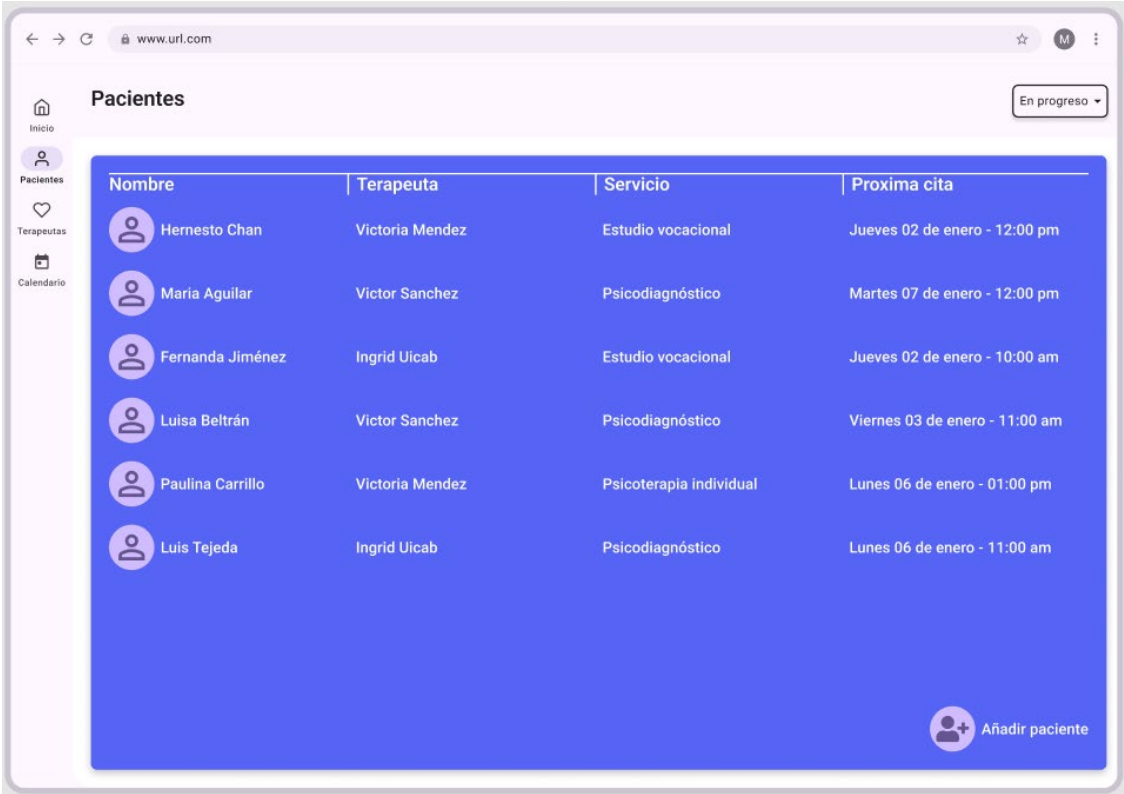 www.url.com
M
Pacientes
En progreso
Inicio
Pacientes
Terapeutas
Calendario
Nombre Terapeuta Servicio Proxima cita
Hernesto Chan Victoria Mendez Estudio vocacional Jueves 02 de enero - 12:00 pm
Maria Aguilar Victor Sanchez Psicodiagnóstico Martes 07 de enero - 12:00 pm
Fernanda Jiménez Ingrid Uicab Estudio vocacional Jueves 02 de enero - 10:00 am
Luisa Beltrán Victor Sanchez Psicodiagnóstico Viernes 03 de enero - 11:00 am
Paulina Carrillo Victoria Mendez Psicoterapia individual Lunes 06 de enero - 01:00 pm
Luis Tejeda Ingrid Uicab Psicodiagnóstico Lunes 06 de enero - 11:00 am
Añadir paciente